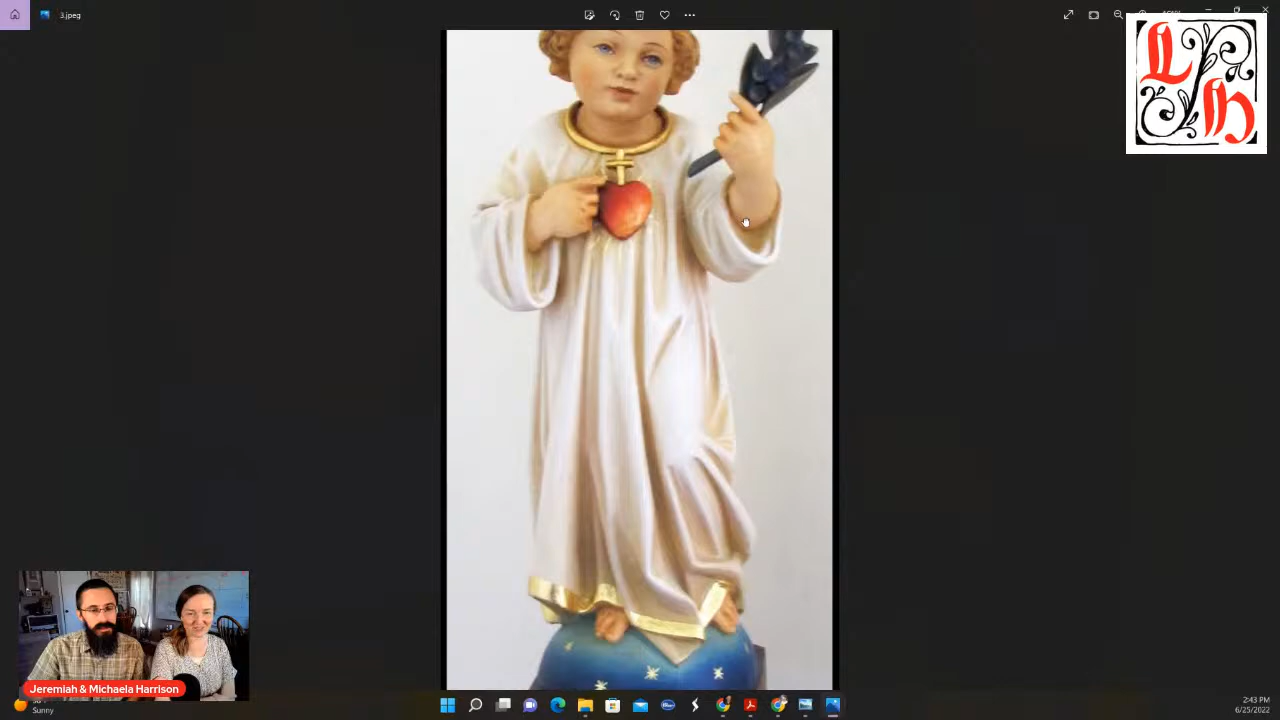 3.jpeg
L
H
Jeremiah & Michaela Harrison
Sunny
2:43 PM
6/25/2022